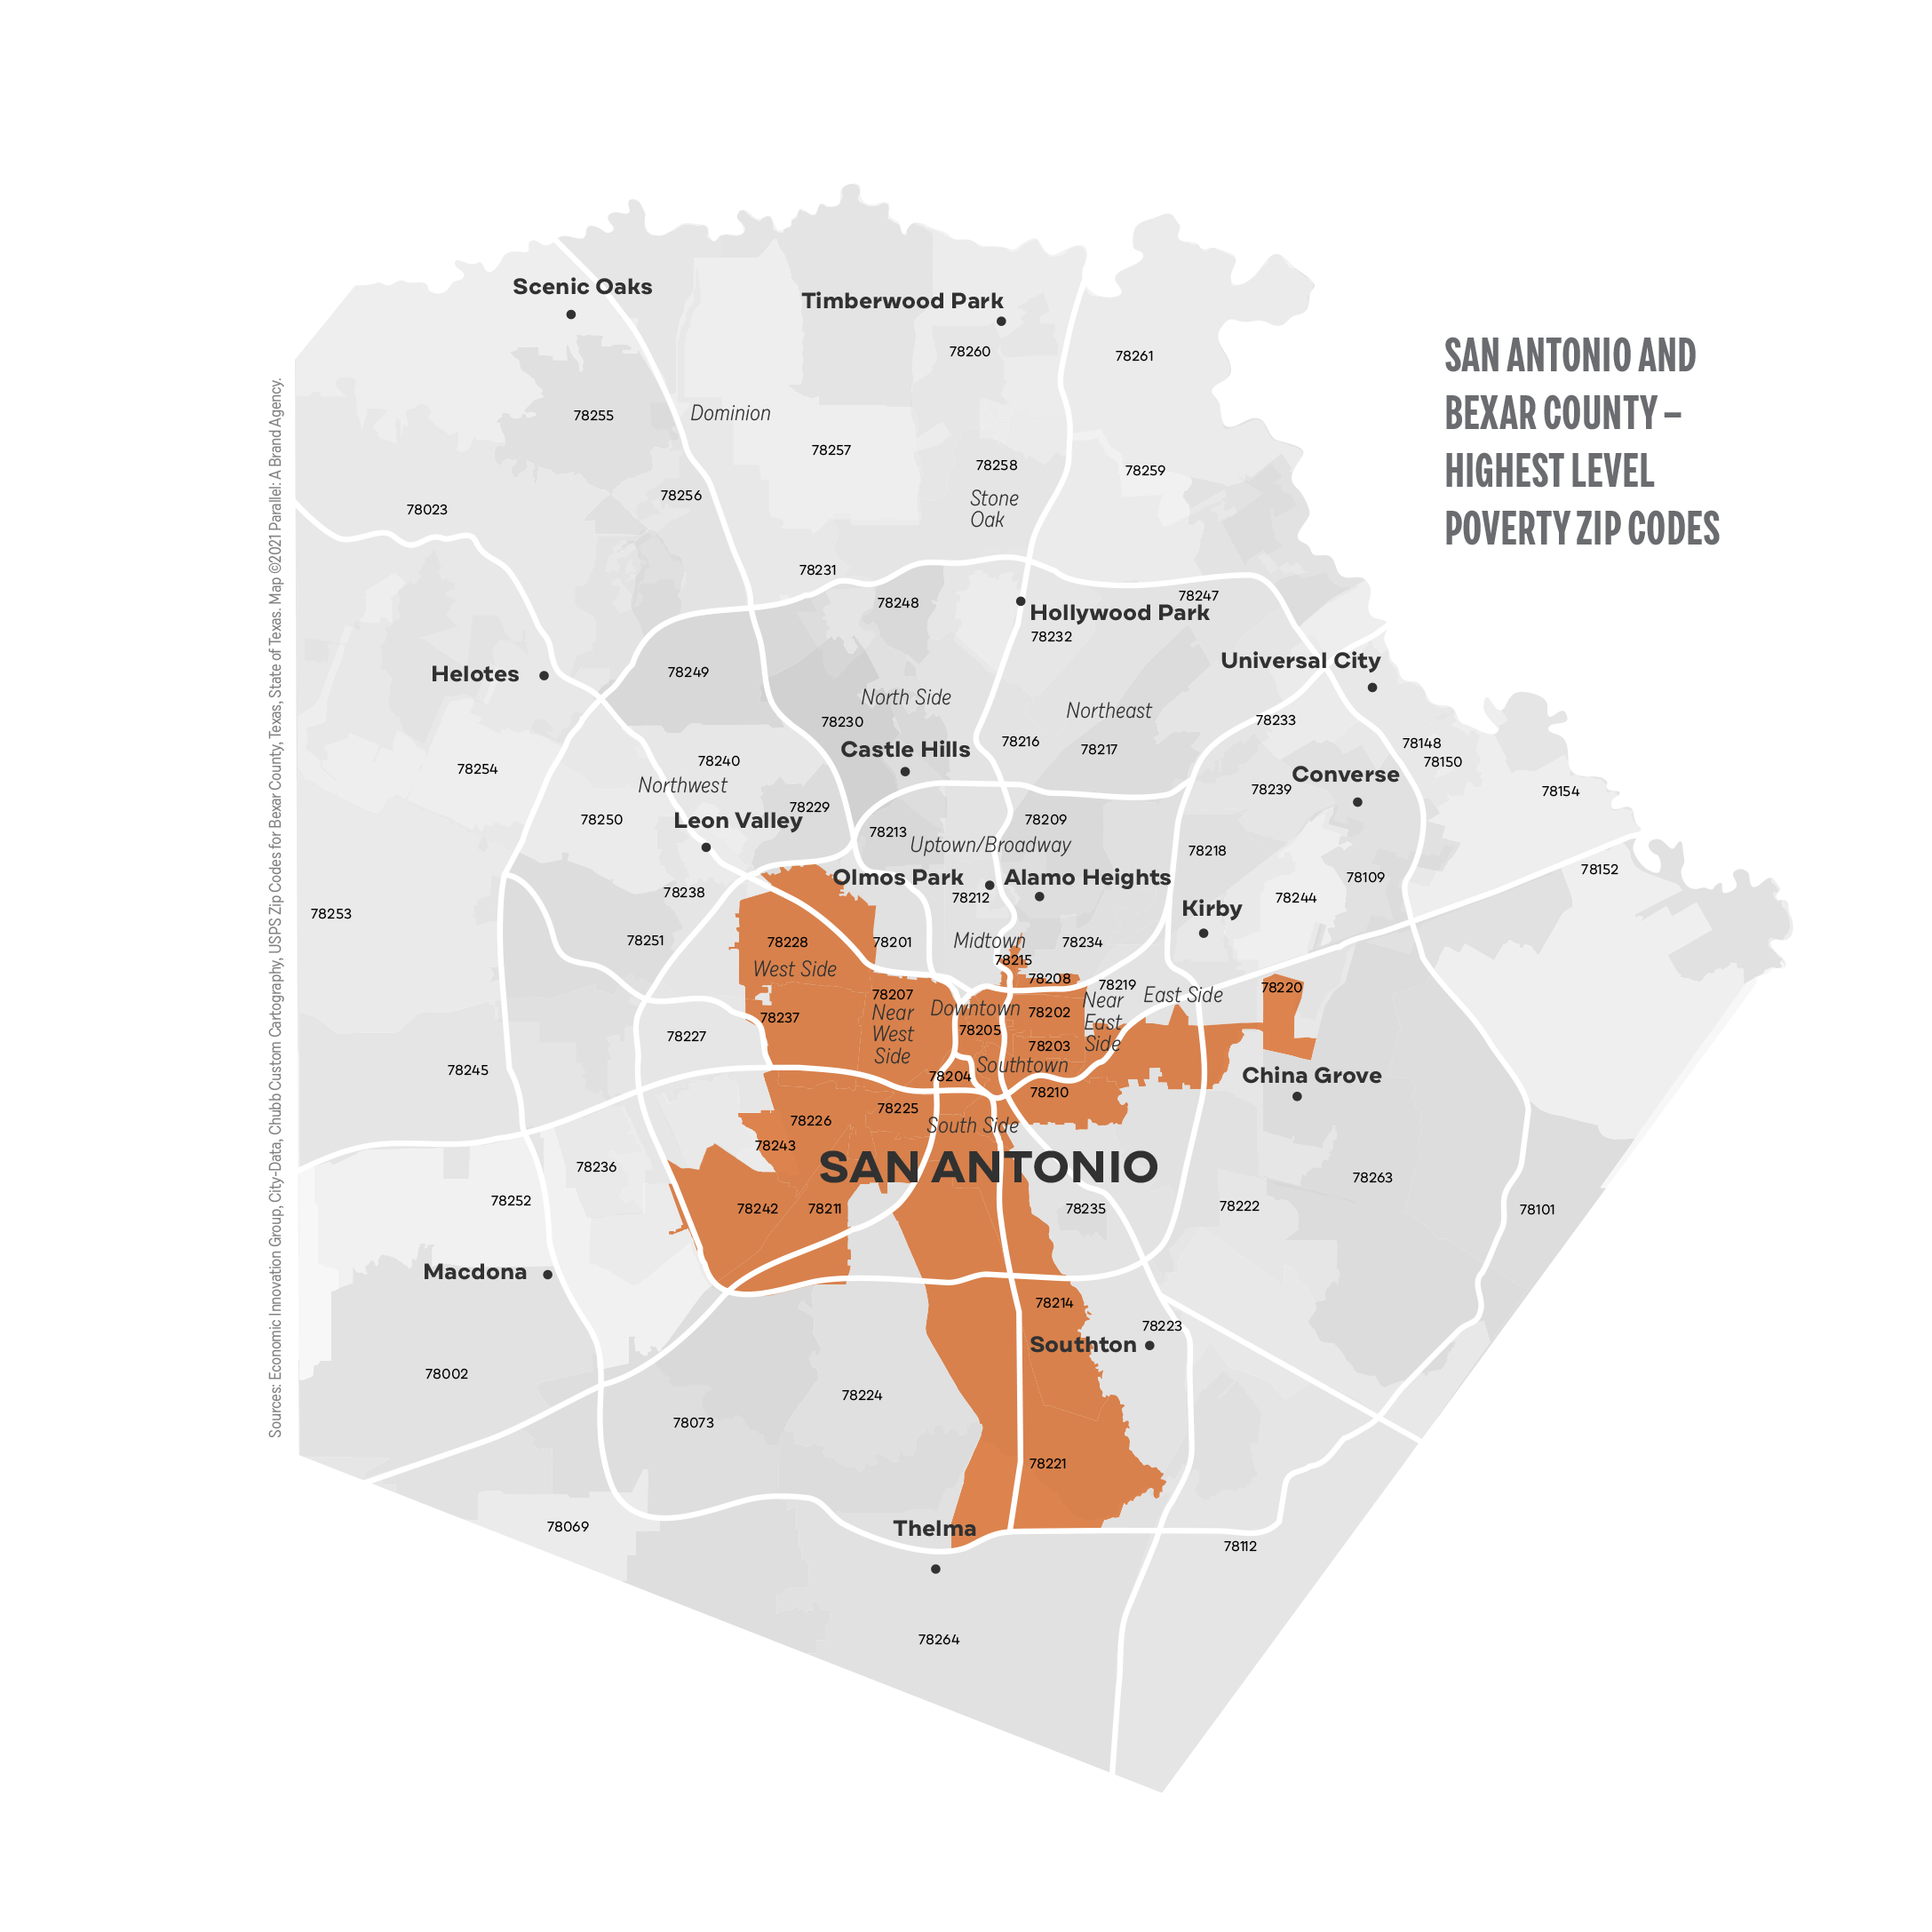 SAN ANTONIO AND
BEXAR COUNTY –
HIGHEST LEVEL
POVERTY ZIP CODES
Scenic Oaks
Timberwood Park
78260
78261
78255
Dominion
78257
78258
78259
78256
Stone
Oak
78023
78231
78248
78247
Hollywood Park
78232
Universal City
Helotes
78249
North Side
Northeast
78230
78233
78216
78217
78148
Castle Hills
78240
78150
78254
Converse
Northwest
78239
78154
78229
78250
Leon Valley
78213
78209
Uptown/Broadway
78218
78152
Olmos Park
Alamo Heights
78109
78238
78212
78244
Kirby
78253
78251
78228
78201
Midtown
78234
78215
West Side
78208
78219
78220
78207
East Side
Near
West
Side
Downtown
78202
Near
East
Side
78237
78205
78227
78203
Southtown
78245
78204
China Grove
78210
78225
78226
South Side
78243
SAN ANTONIO
78236
78263
78252
78242
78211
78235
78222
78101
Macdona
78214
78223
Southton
78002
78224
78073
78221
78069
Thelma
78112
78264
Sources: Economic Innovation Group, City-Data, Chubb Custom Cartography, USPS Zip Codes for Bexar County, Texas, State of Texas. Map ©2021 Parallel: A Brand Agency.